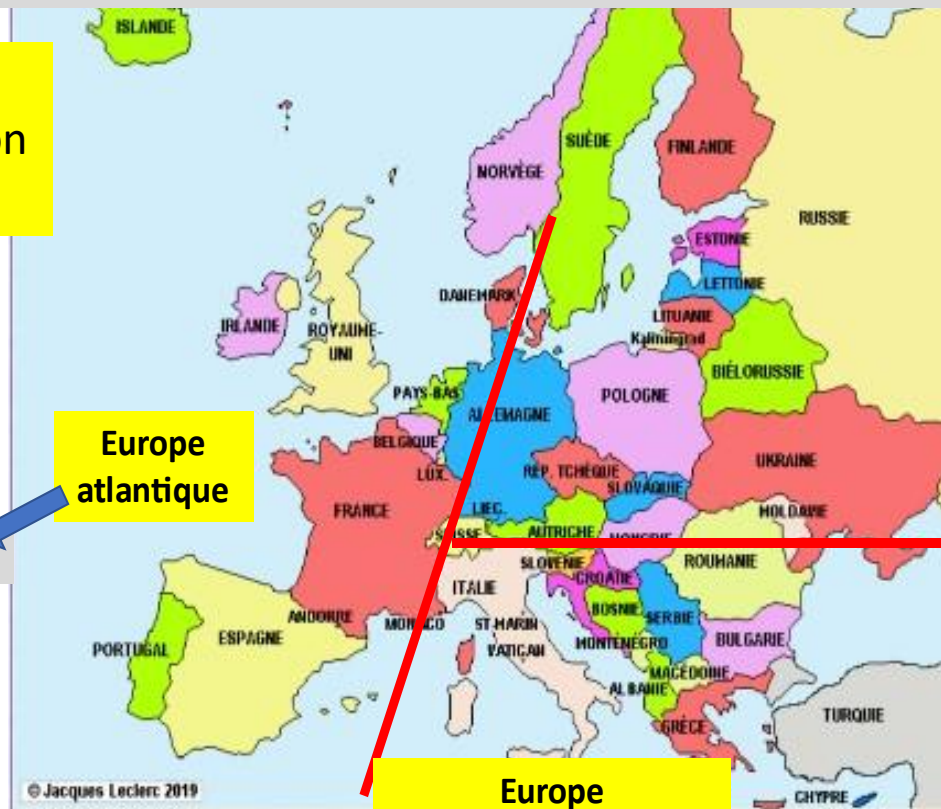 ISLANDE
on
SUÈDE
FINLANDE
NORVÈGE
RUSSIE
ESTONIE
LETTONIE
DANEMARK
LITUANIE
IRLANDE
ROYAUME-
UNI
Kaliningrad
BIÉLORUSSIE
PAYS-BAS
POLOGNE
ALLEMAGNE
BELGIQUE
Europe
atlantique
UKRAINE
RÉP. TCHÈQUE
LUX.
SLOVAQUIE
FRANCE
LIEC.
MOLDAVIE
SUISSE
AUTRICHE
HONGRIE
SLOVÉNIE
ROUMANIE
CROATIE
ITALIE
BOSNIE
SERBIE
ANDORRE
MONACO
ST-MARIN
ESPAGNE
PORTUGAL
VATICAN
MONTÉNÉGRO
BULGARIE
MACÉDOINE
ALBANIE
TURQUIE
GRÈCE
© Jacques Leclerc 2019
Europe
CHYPRE